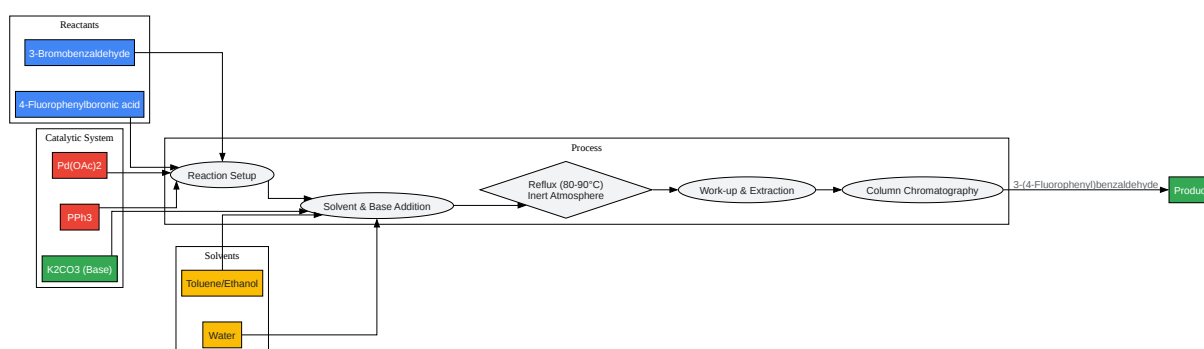 Reactants
3-Bromobenzaldehyde
4-Fluorophenylboronic acid
Catalytic System
Pd(OAc)2
PPh3
K2CO3 (Base)
Solvents
Toluene/Ethanol
Water
Process
Reaction Setup
Solvent & Base Addition
Reflux (80-90°C)
Inert Atmosphere
Work-up & Extraction
Column Chromatography
3-(4-Fluorophenyl)benzaldehyde
Produc